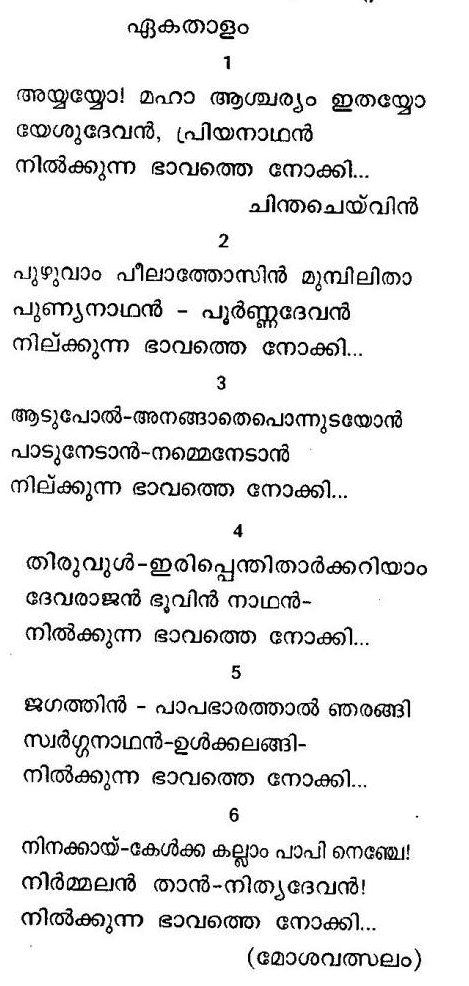 ഏകതാളം
1
അയ്യയ്യോ! മഹാ ആശ്ചര്യം ഇതയ്യോ
യേശുദേവൻ, പ്രിയനാഥൻ
നിൽക്കുന്ന ഭാവത്തെ നോക്കി...
ചിന്തചെയ്‌വിൻ
2
പുഴുവാം പീലാത്തോസിൻ മുമ്പിലിതാ
പുണ്യനാഥൻ – പൂർണ്ണദേവൻ
നില്ക്കുന്ന ഭാവത്തെ നോക്കി...
3
ആടുപോൽ-അനങ്ങാതെപൊന്നുടയോൻ
പാടുനേടാൻ-നമ്മെനേടാൻ
നില്ക്കുന്ന ഭാവത്തെ നോക്കി...
4
തിരുവുൾ-ഇരിപ്പെന്തിതാർക്കറിയാം
ദേവരാജൻ ഭൂവിൻ നാഥൻ-
നിൽക്കുന്ന ഭാവത്തെ നോക്കി...
5
ജഗത്തിൻ – പാപഭാരത്താൽ ഞരങ്ങി
സ്വർഗ്ഗനാഥൻ-ഉൾക്കലങ്ങി-
നിൽക്കുന്ന ഭാവത്തെ നോക്കി...
6
നിനക്കായ്-കേൾക്ക കല്ലാം പാപി നെഞ്ചേ!
നിർമ്മലൻ താൻ-നിത്യദേവൻ!
നിൽക്കുന്ന ഭാവത്തെ നോക്കി...
(മോശവത്സലം)